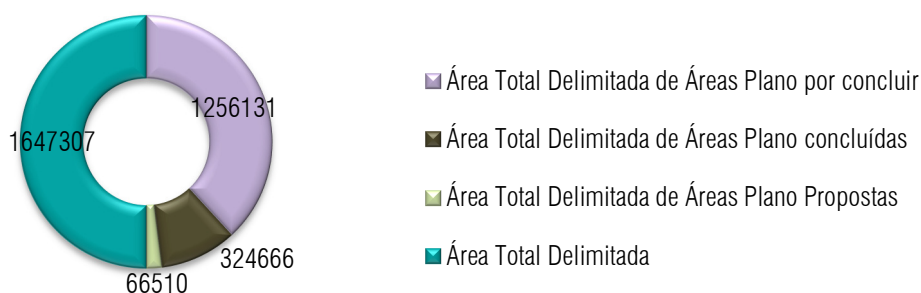 1256131
1647307
324666
66510
Área Total Delimitada de Áreas Plano por concluir
Área Total Delimitada de Áreas Plano concluídas
Área Total Delimitada de Áreas Plano Propostas
Área Total Delimitada